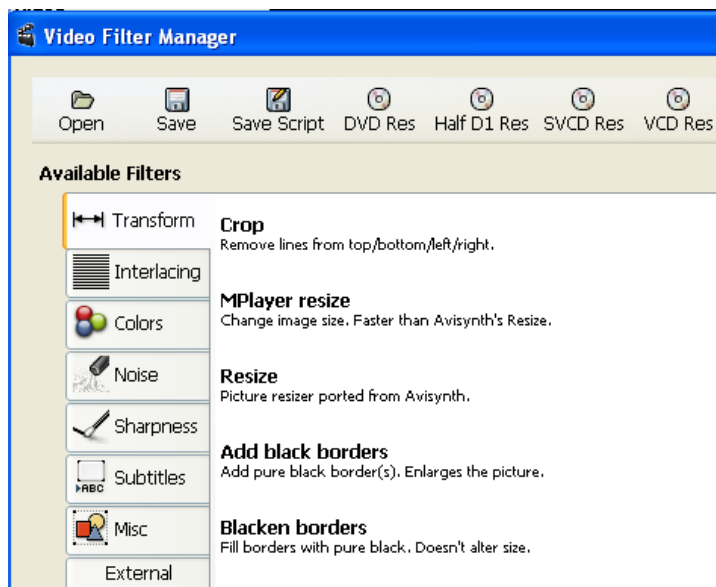 Video Filter Manager
Open Save Save Script DVD Res Half D1 Res SVCD Res VCD Res
Available Filters
Transform
Interlacing
Colors
Noise
Sharpness
ABC Subtitles
Misc
External
Crop
Remove lines from top/bottom/left/right.
MPlayer resize
Change image size. Faster than Avisynth's Resize.
Resize
Picture resizer ported from Avisynth.
Add black borders
Add pure black border(s). Enlarges the picture.
Blacken borders
Fill borders with pure black. Doesn't alter size.